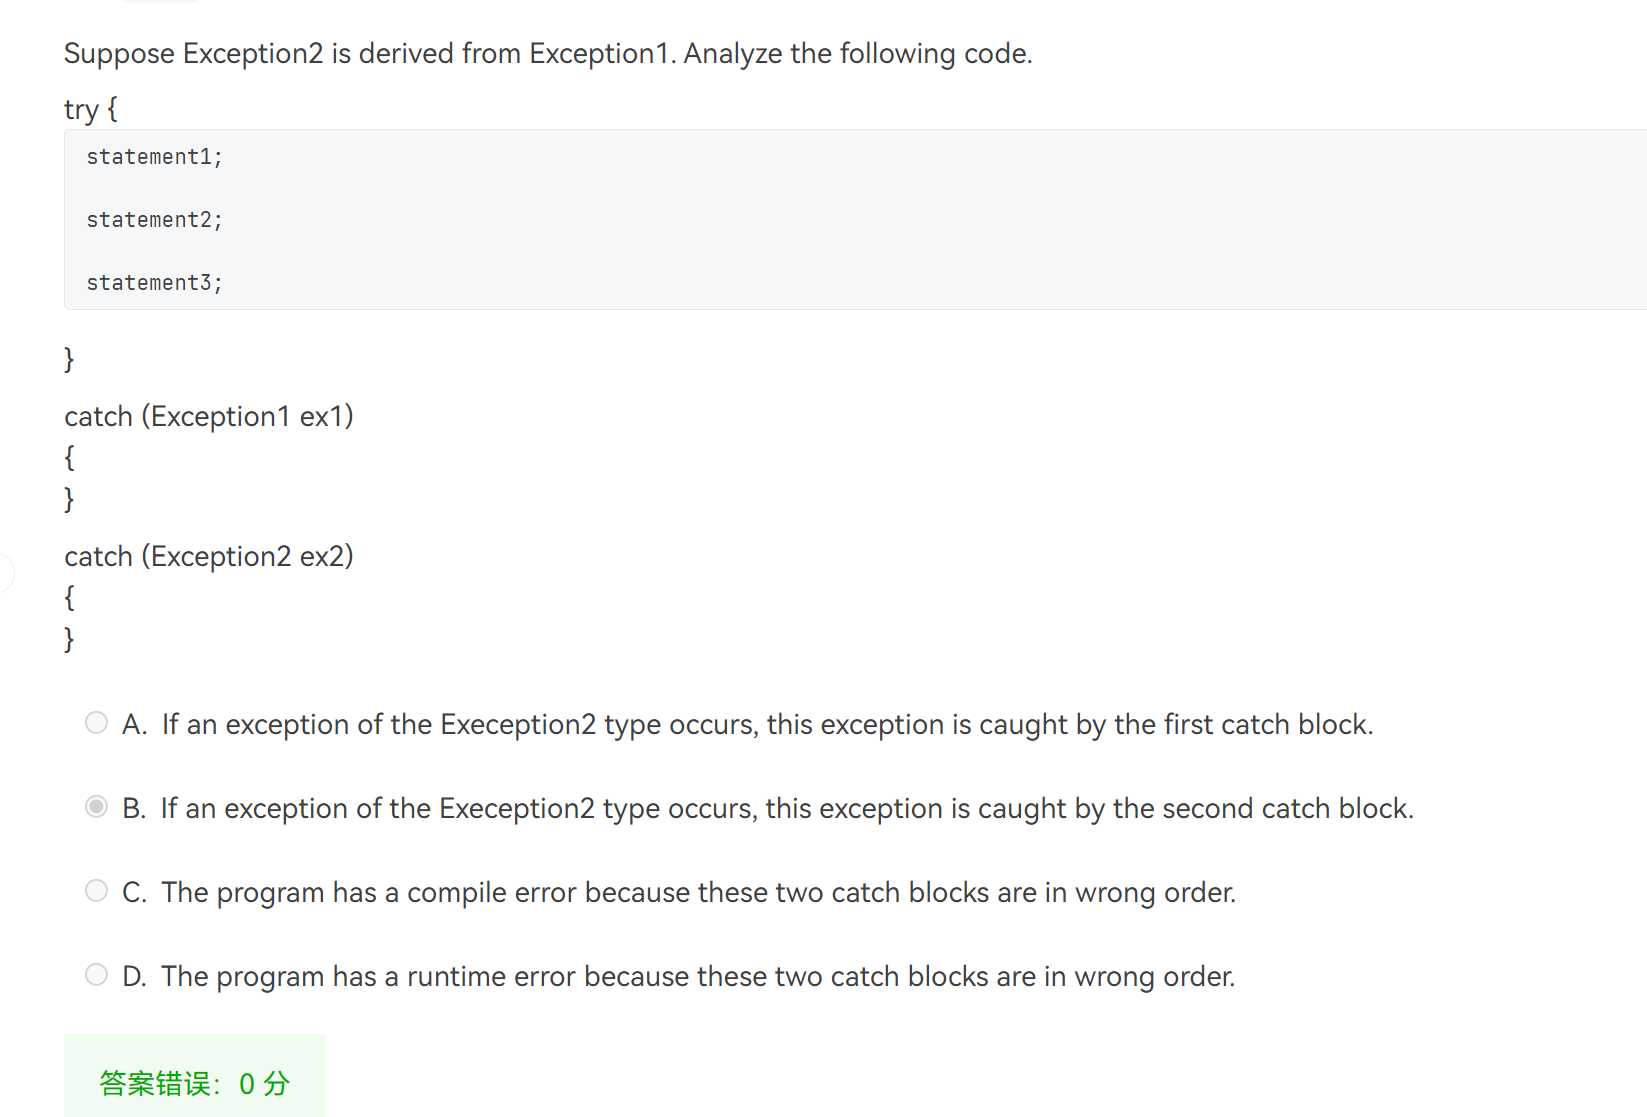 Suppose Exception2 is derived from Exception1. Analyze the following code.
try {
statement1;
statement2;
statement3;
}
catch (Exception1 ex1)
{
}
catch (Exception2 ex2)
{
}
A. If an exception of the Exeception2 type occurs, this exception is caught by the first catch block.
B. If an exception of the Exeception2 type occurs, this exception is caught by the second catch block.
C. The program has a compile error because these two catch blocks are in wrong order.
D. The program has a runtime error because these two catch blocks are in wrong order.
答案错误：0 分